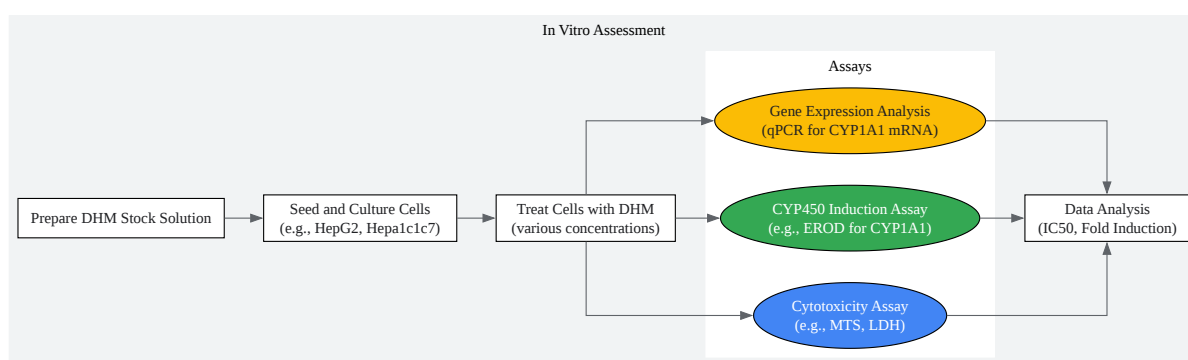 In Vitro Assessment
Assays
Gene Expression Analysis
(qPCR for CYP1A1 mRNA)
Prepare DHM Stock Solution
Seed and Culture Cells
(e.g., HepG2, Hepa1c1c7)
Treat Cells with DHM
(various concentrations)
CYP450 Induction Assay
(e.g., EROD for CYP1A1)
Data Analysis
(IC50, Fold Induction)
Cytotoxicity Assay
(e.g., MTS, LDH)